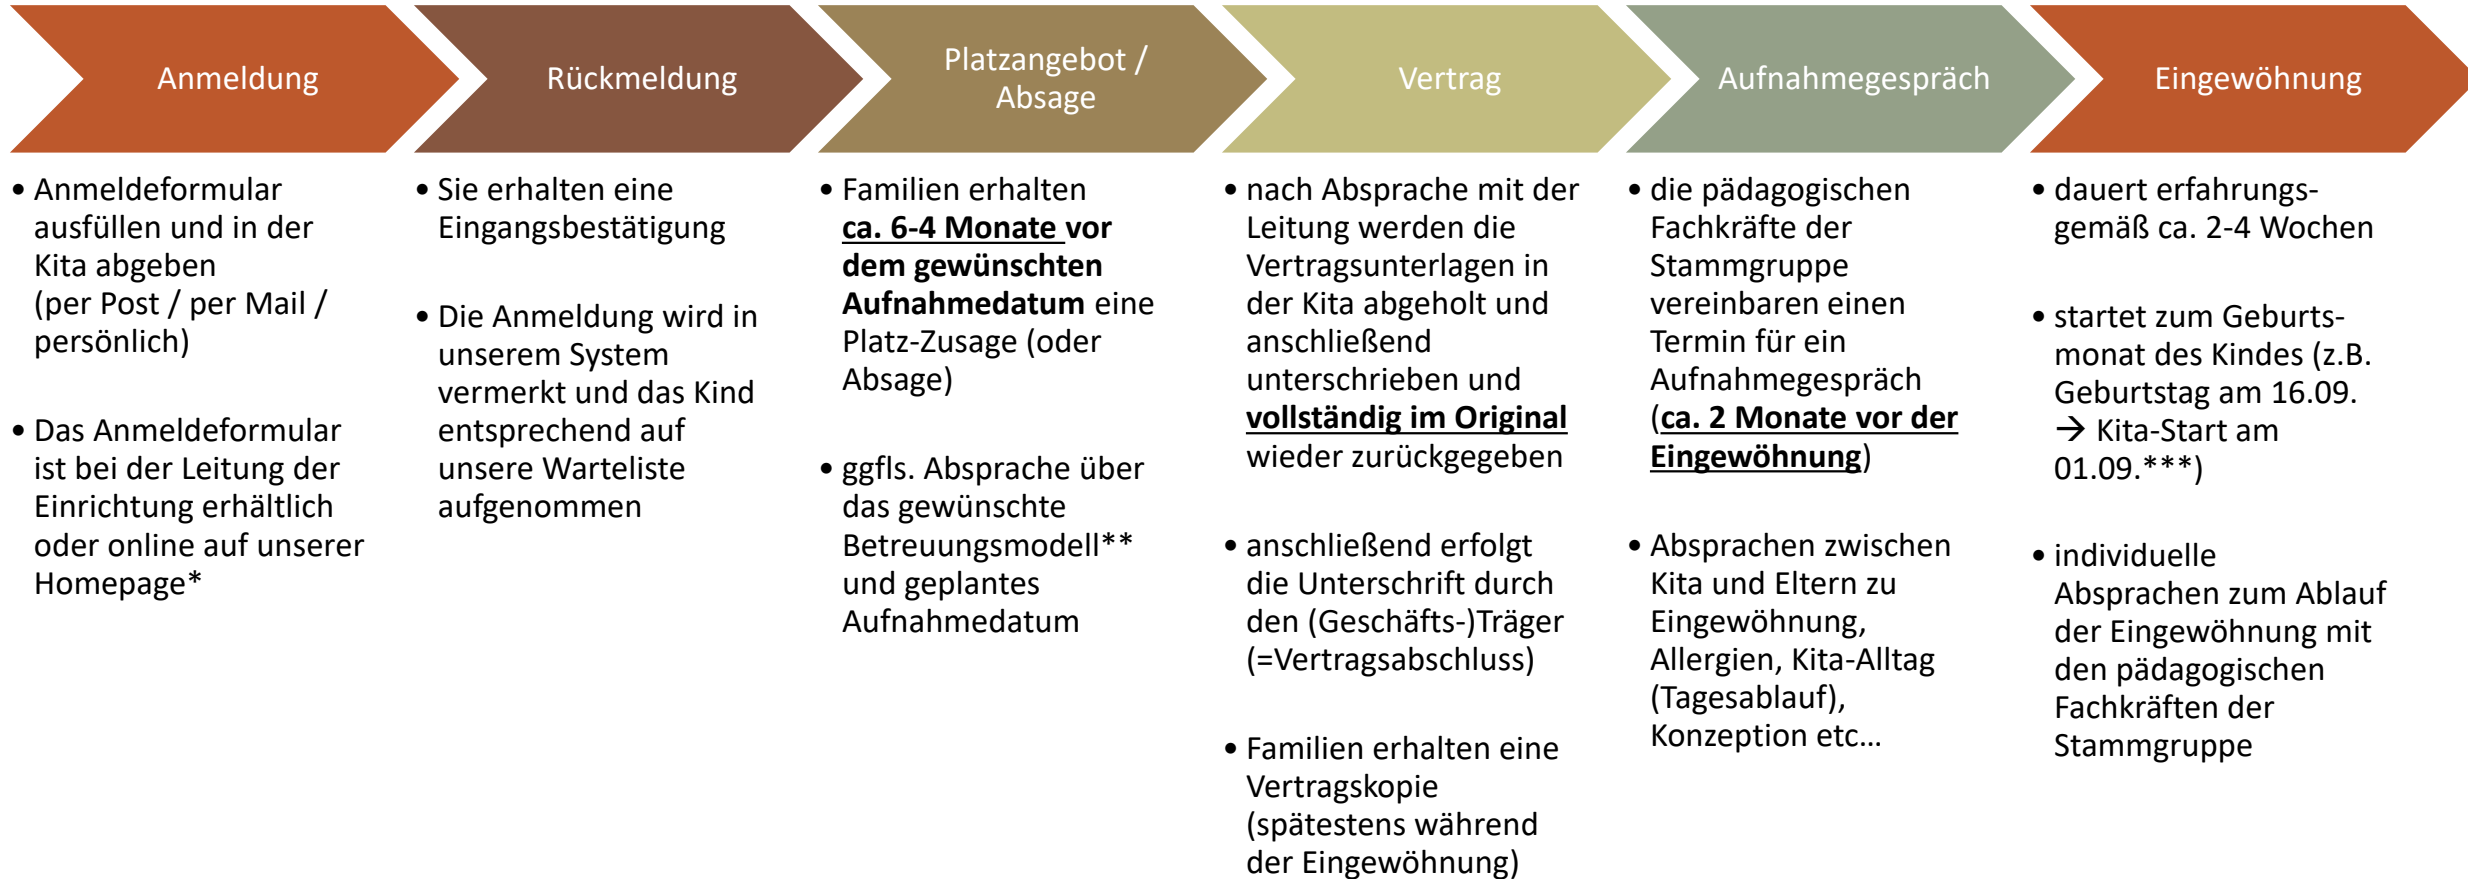 Anmeldung
Rückmeldung
Platzangebot /
Absage
Vertrag
Aufnahmegespräch
Eingewöhnung
• Anmeldeformular
ausfüllen und in der
Kita abgeben
(per Post / per Mail /
persönlich)
• Das Anmeldeformular
ist bei der Leitung der
Einrichtung erhältlich
oder online auf unserer
Homepage*
• Sie erhalten eine
Eingangsbestätigung
• Die Anmeldung wird in
unserem System
vermerkt und das Kind
entsprechend auf
unsere Warteliste
aufgenommen
• Familien erhalten
ca. 6-4 Monate vor
dem gewünschten
Aufnahmedatum eine
Platz-Zusage (oder
Absage)
• ggfls. Absprache über
das gewünschte
Betreuungsmodell**
und geplantes
Aufnahmedatum
• nach Absprache mit der
Leitung werden die
Vertragsunterlagen in
der Kita abgeholt und
anschließend
unterschrieben und
vollständig im Original
wieder zurückgegeben
• anschließend erfolgt
die Unterschrift durch
den (Geschäfts-)Träger
(=Vertragsabschluss)
• Familien erhalten eine
Vertragskopie
(spätestens während
der Eingewöhnung)
• die pädagogischen
Fachkräfte der
Stammgruppe
vereinbaren einen
Termin für ein
Aufnahmegespräch
(ca. 2 Monate vor der
Eingewöhnung)
• Absprachen zwischen
Kita und Eltern zu
Eingewöhnung,
Allergien, Kita-Alltag
(Tagesablauf),
Konzeption etc…
• dauert erfahrungs-
gemäß ca. 2-4 Wochen
• startet zum Geburts-
monat des Kindes (z.B.
Geburtstag am 16.09.
→ Kita-Start am
01.09.***)
• individuelle
Absprachen zum Ablauf
der Eingewöhnung mit
den pädagogischen
Fachkräften der
Stammgruppe